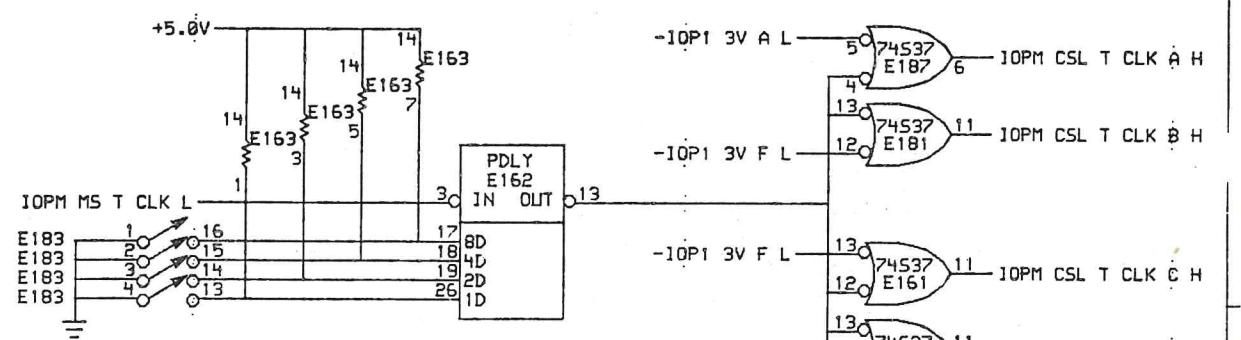 +5.0V
14
E163
7
14
E163
5
14
E163
3
14
E163
1
-IOP1 3V A L
5
4
74S37
E187
6
IOPM CSL T CLK A H
13
-IOP1 3V F L
12
74S37
E181
11
IOPM CSL T CLK B H
PDLY
E162
IOPM MS T CLK L
3
IN OUT
13
E183
1
16
17
8D
E183
2
15
18
4D
E183
3
14
19
2D
E183
4
13
26
1D
-IOP1 3V F L
13
12
74S37
E161
11
IOPM CSL T CLK C H
13
74S37
11